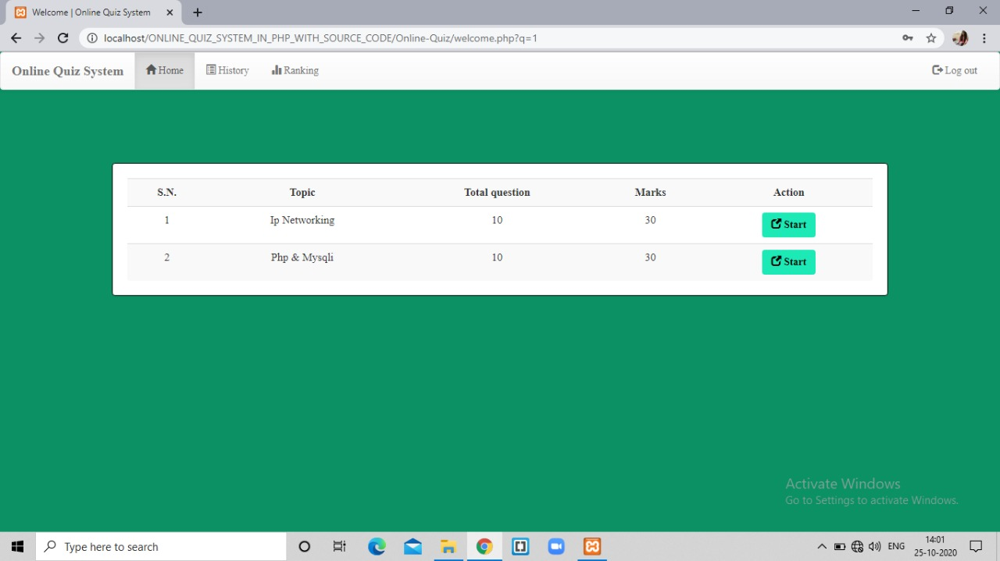 Welcome | Online Quiz System
localhost/ONLINE_QUIZ_SYSTEM_IN_PHP_WITH_SOURCE_CODE/Online-Quiz/welcome.php?q=1
Online Quiz System Home History Ranking Log out
S.N. Topic Total question Marks Action
1 Ip Networking 10 30 Start
2 Php & Mysqli 10 30 Start
Activate Windows
Go to Settings to activate Windows.
Type here to search ENG 14:01
25-10-2020